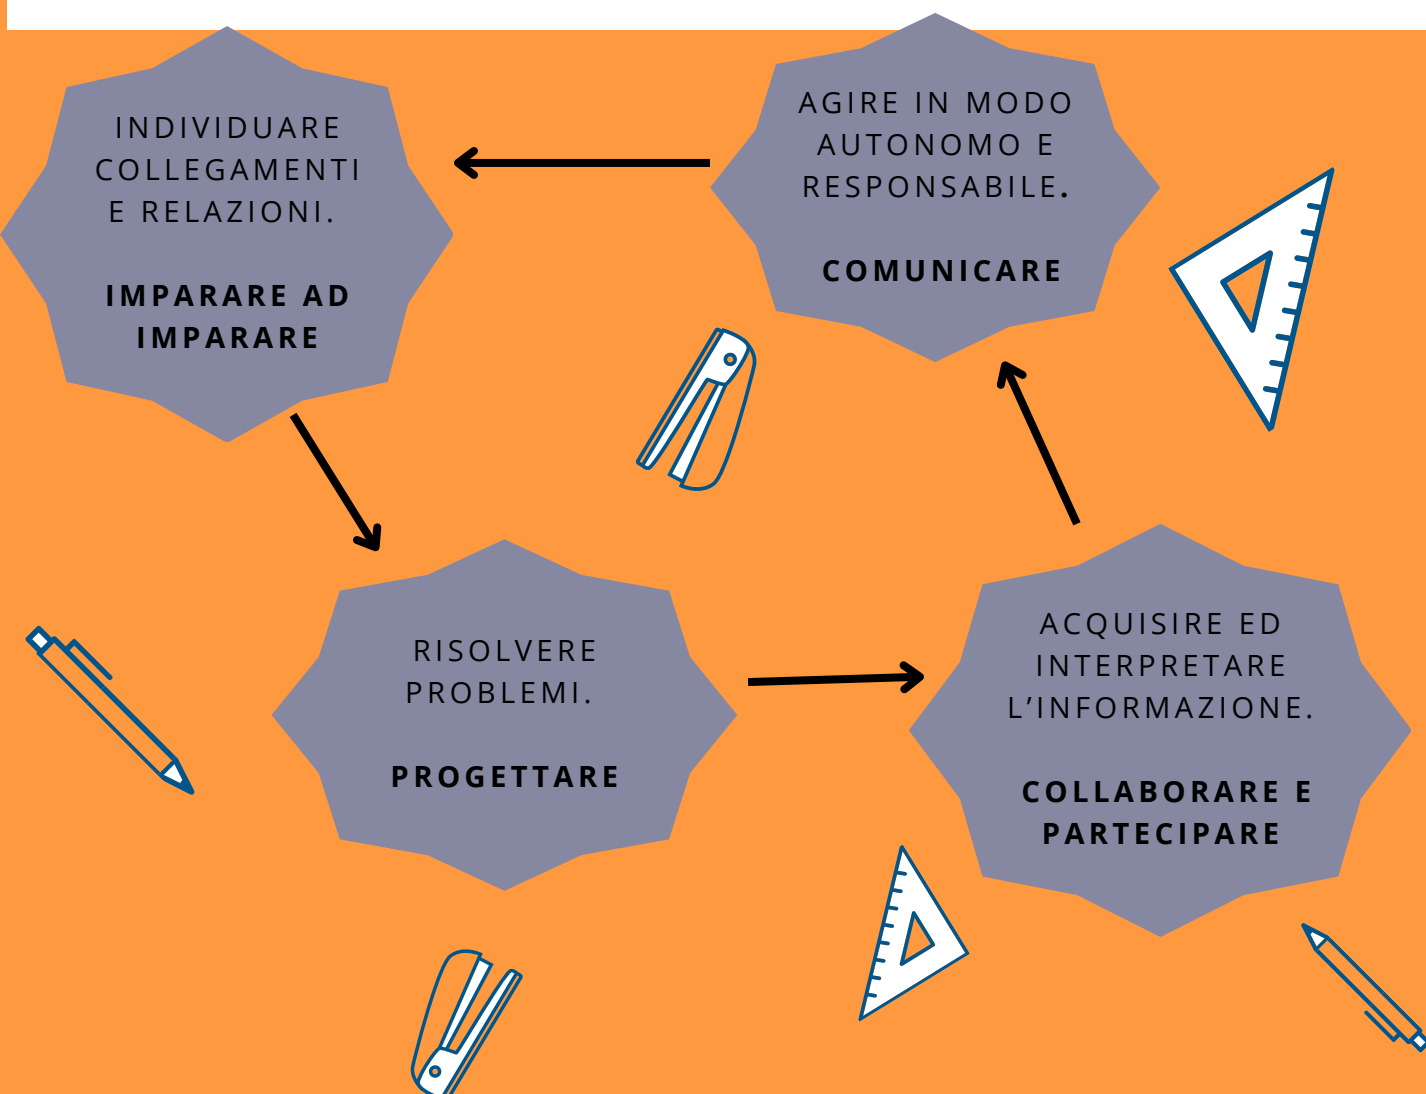 INDIVIDUARE
COLLEGAMENTI
E RELAZIONI.
IMPARARE AD
IMPARARE
AGIRE IN MODO
AUTONOMO E
RESPONSABILE.
COMUNICARE
RISOLVERE
PROBLEMI.
PROGETTARE
ACQUISIRE ED
INTERPRETARE
L’INFORMAZIONE.
COLLABORARE E
PARTECIPARE